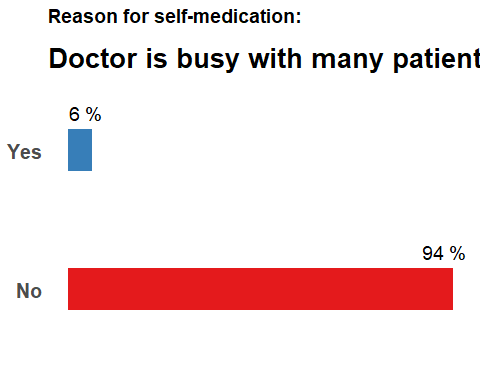 Reason for self-medication:
Doctor is busy with many patient
6 %
Yes
94 %
No